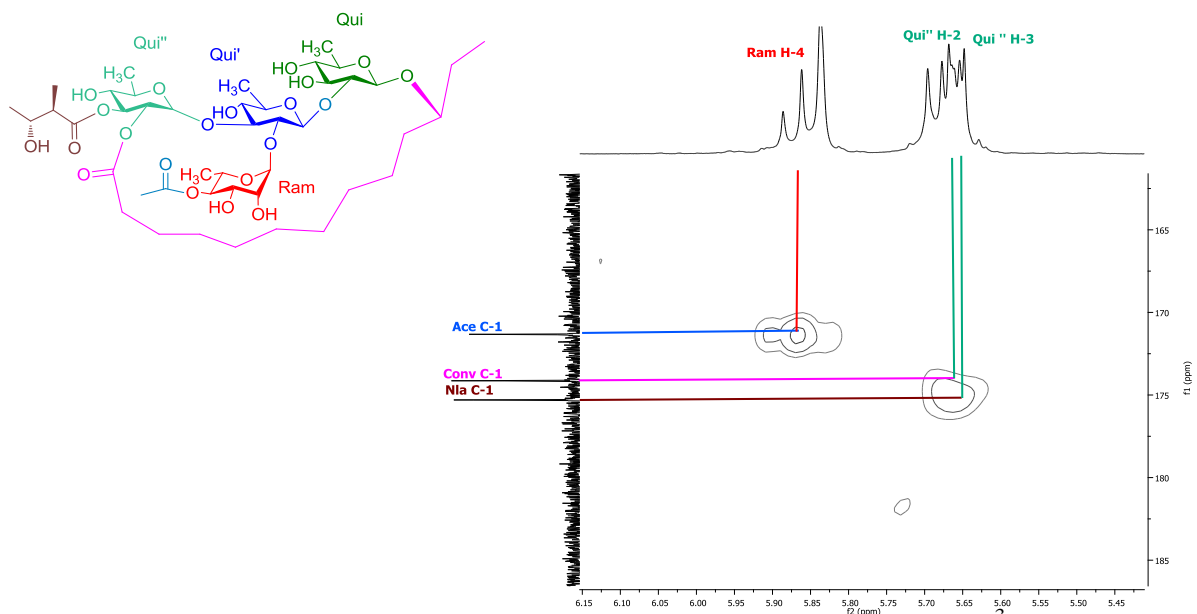 Qui
Qui''
Qui'
H3C
HO
HO
O
O
H3C
HO
O
O
H3C
HO
O
O
O
O
O
OH
O
O
O
O
H3C
O
O
HO
OH
Ram
Ram H-4
Qui'' H-2
Qui '' H-3
Ace C-1
Conv C-1
Nla C-1
165
170
175
180
185
f1 (ppm)
6.15 6.10 6.00 5.95 5.90 5.85 5.80 5.75 5.70 5.65 5.60 5.55 5.50 5.45
f2 (ppm)